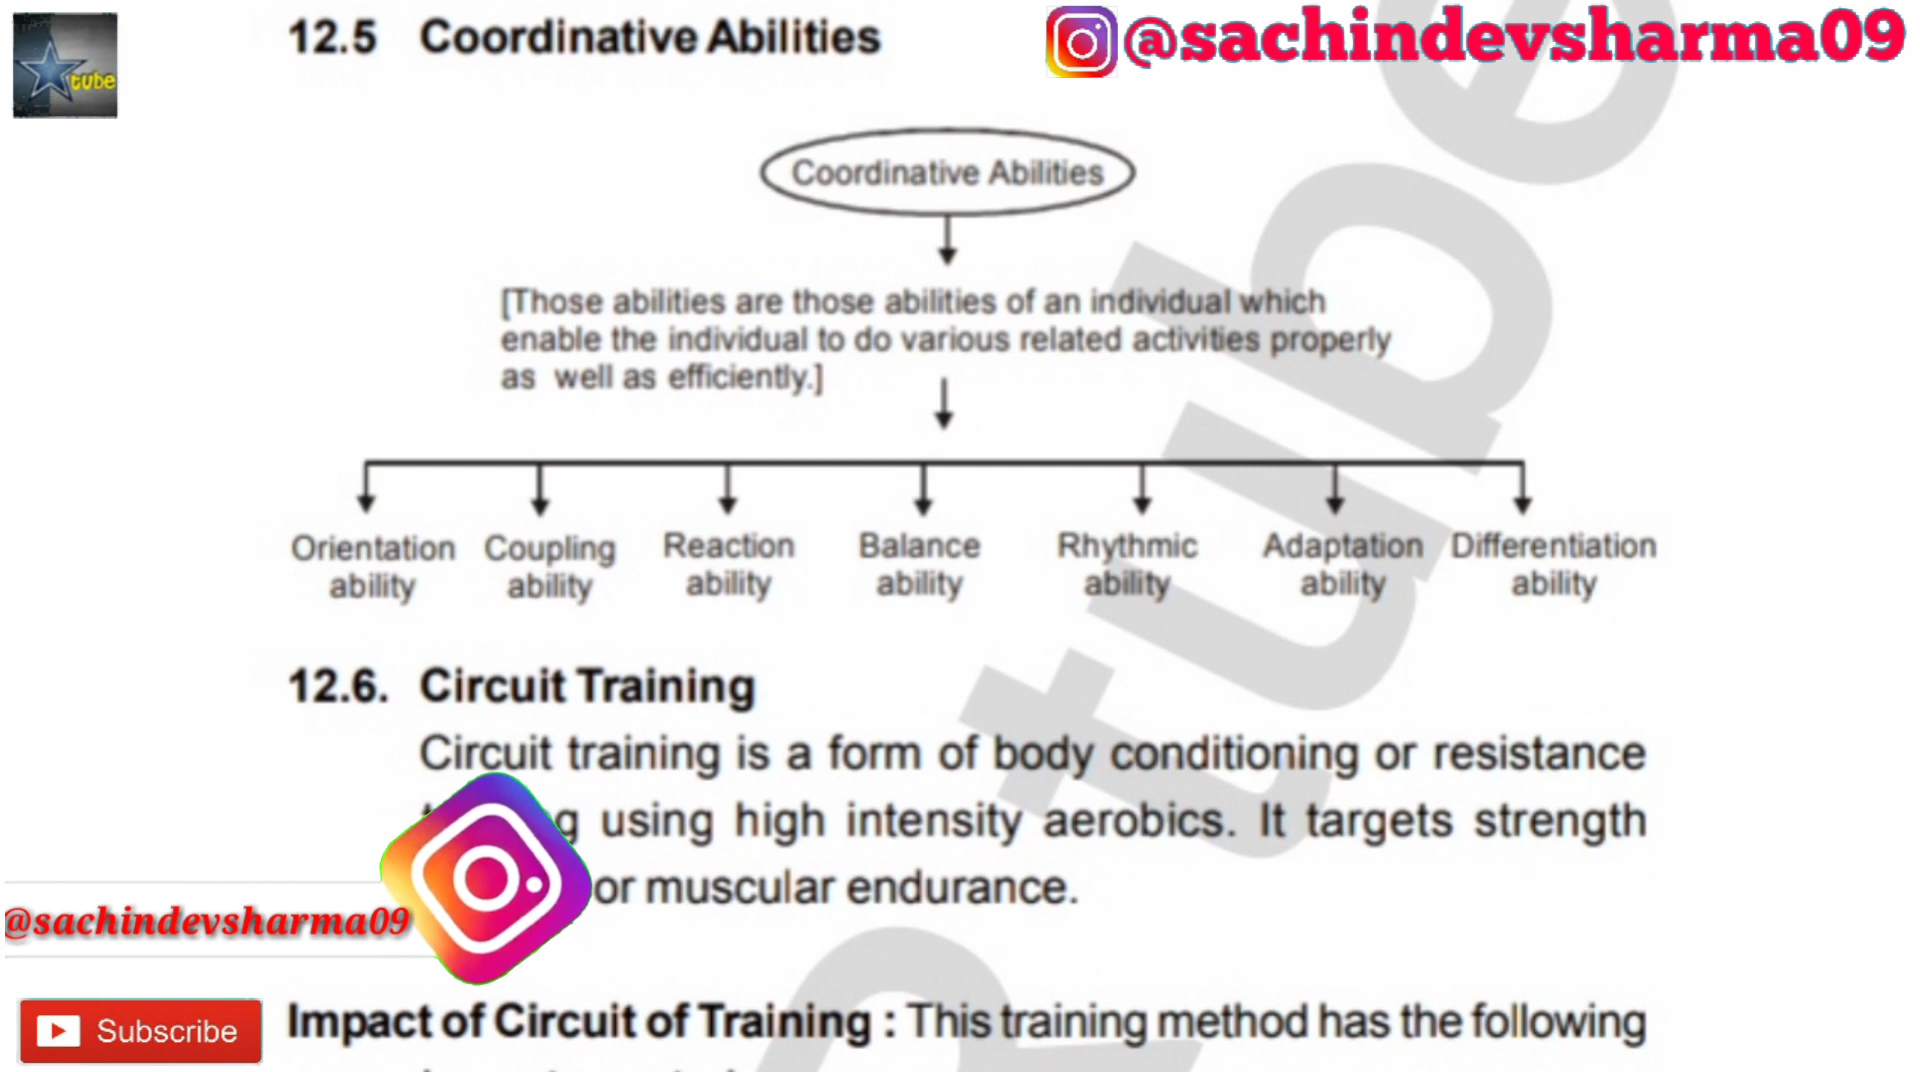 12.5 Coordinative Abilities
@sachindevsharma09
tube
Coordinative Abilities
[Those abilities are those abilities of an individual which
enable the individual to do various related activities properly
as well as efficiently.]
Orientation ability
Coupling ability
Reaction ability
Balance ability
Rhythmic ability
Adaptation ability
Differentiation ability
12.6. Circuit Training
Circuit training is a form of body conditioning or resistance
using high intensity aerobics. It targets strength
or muscular endurance.
@sachindevsharma09
Subscribe
Impact of Circuit of Training : This training method has the following
tube